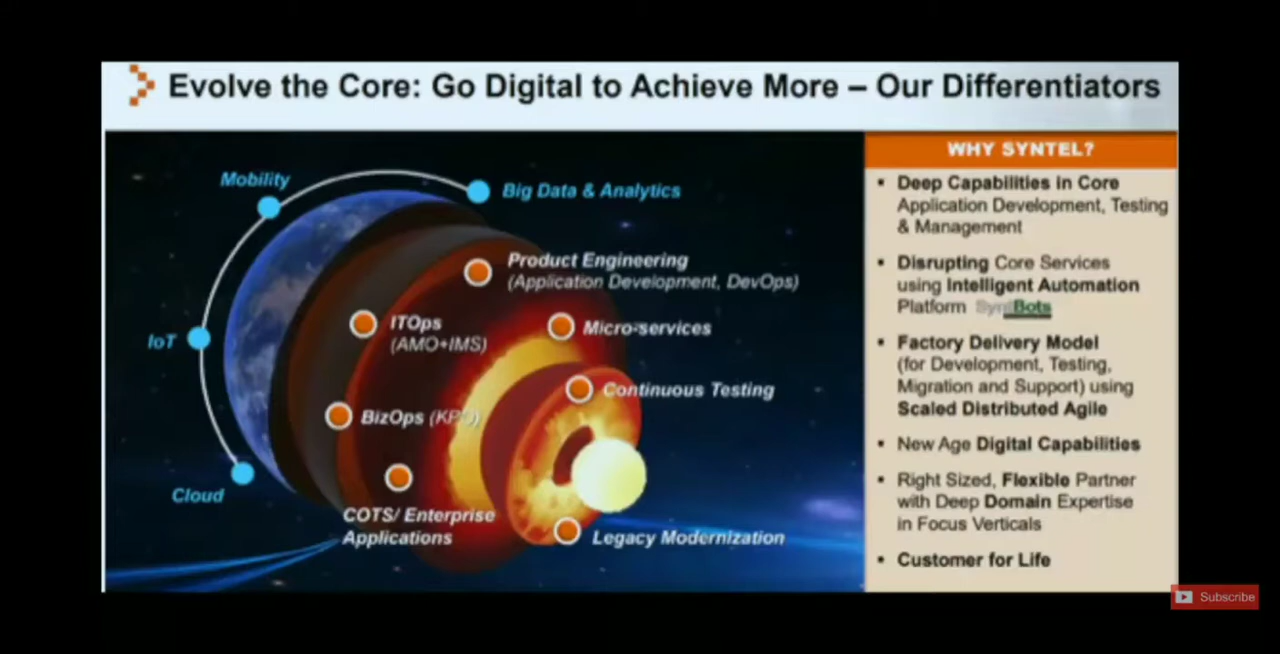 Evolve the Core: Go Digital to Achieve More – Our Differentiators
Mobility
Big Data & Analytics
Product Engineering
(Application Development, DevOps)
ITOps
(AMO+IMS)
Micro-services
IoT
Continuous Testing
BizOps (KPO)
Cloud
COTS/ Enterprise
Applications
Legacy Modernization
WHY SYNTEL?
▪ Deep Capabilities in Core
Application Development, Testing
& Management
▪ Disrupting Core Services
using Intelligent Automation
Platform SyntBots
▪ Factory Delivery Model
(for Development, Testing,
Migration and Support) using
Scaled Distributed Agile
▪ New Age Digital Capabilities
▪ Right Sized, Flexible Partner
with Deep Domain Expertise
in Focus Verticals
▪ Customer for Life
Subscribe